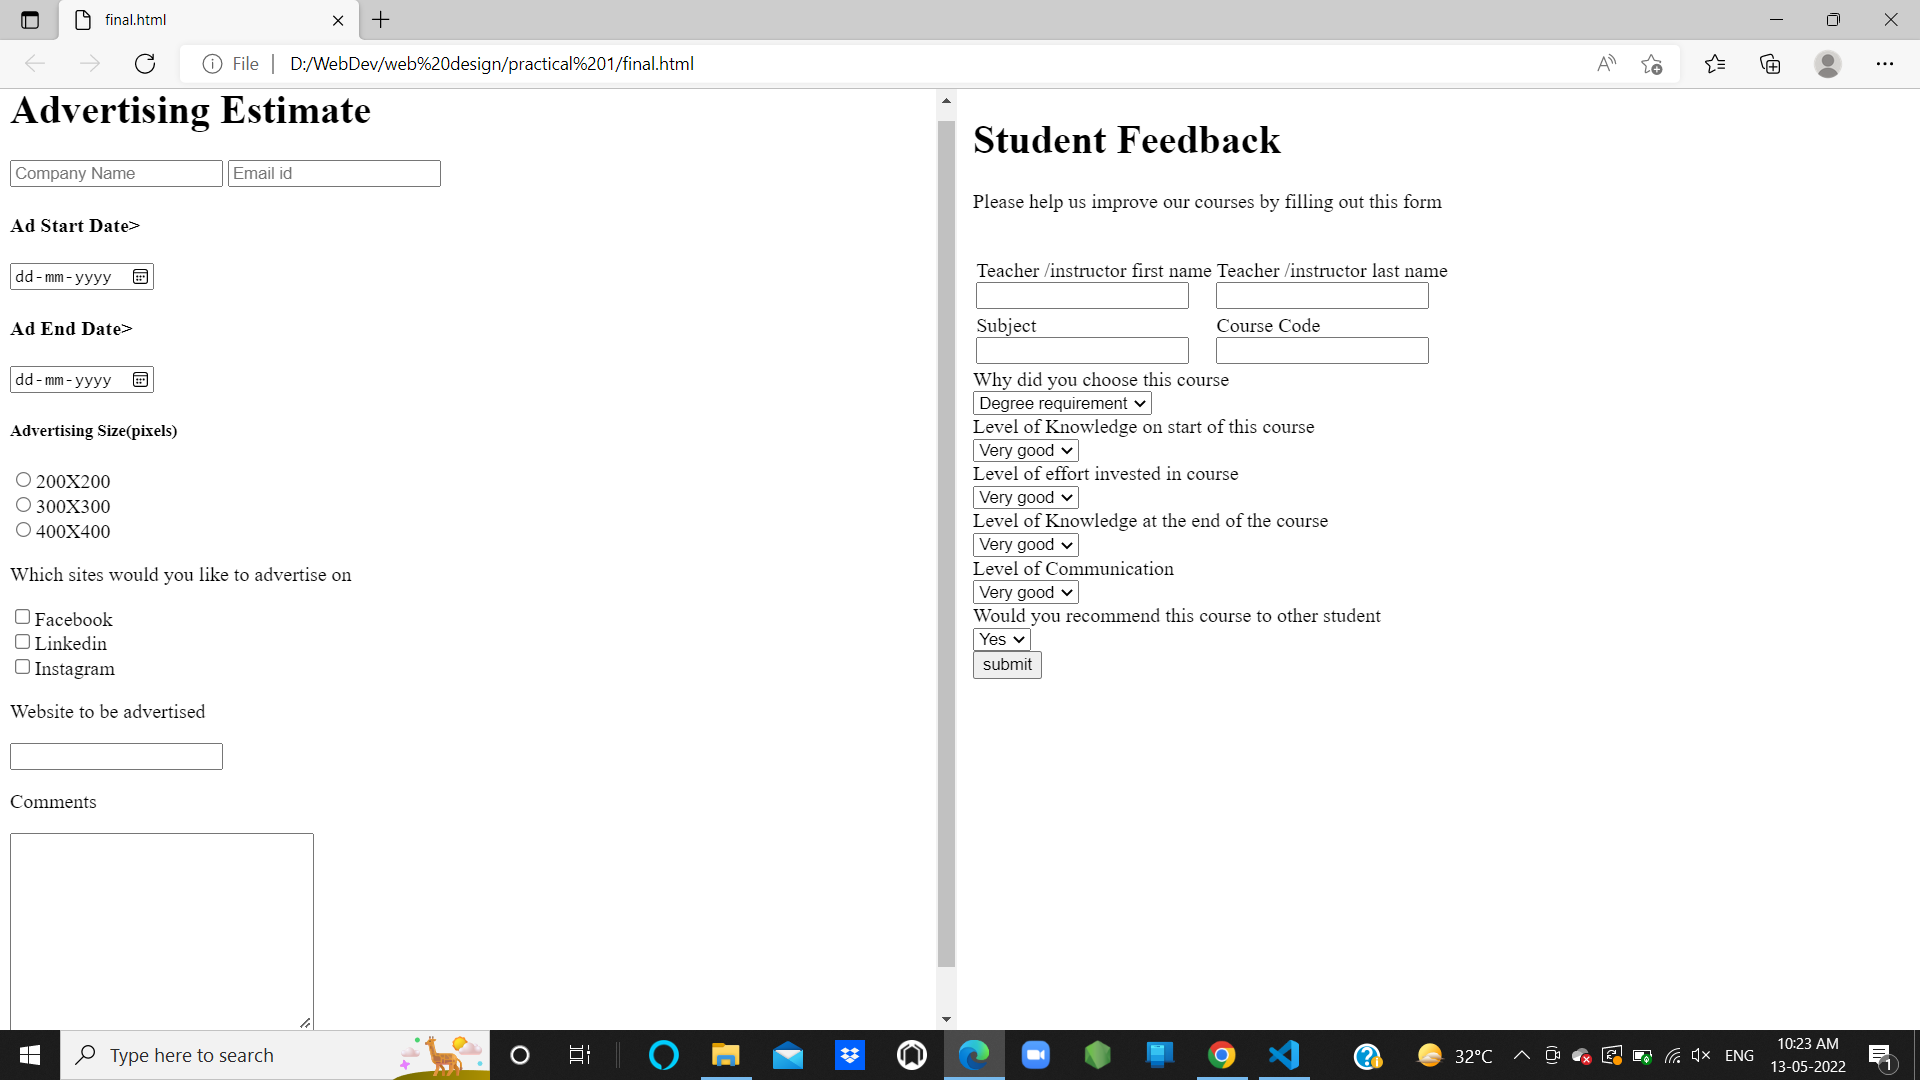 final.html
File
D:/WebDev/web%20design/practical%201/final.html
Advertising Estimate
Company Name Email id
Ad Start Date>
dd-mm-yyyy
Ad End Date>
dd-mm-yyyy
Advertising Size(pixels)
200X200
300X300
400X400
Which sites would you like to advertise on
Facebook
Linkedin
Instagram
Website to be advertised
Comments
Student Feedback
Please help us improve our courses by filling out this form
Teacher /instructor first name Teacher /instructor last name
Subject Course Code
Why did you choose this course
Degree requirement
Level of Knowledge on start of this course
Very good
Level of effort invested in course
Very good
Level of Knowledge at the end of the course
Very good
Level of Communication
Very good
Would you recommend this course to other student
Yes
submit
Type here to search
32°C
ENG
10:23 AM
13-05-2022
1